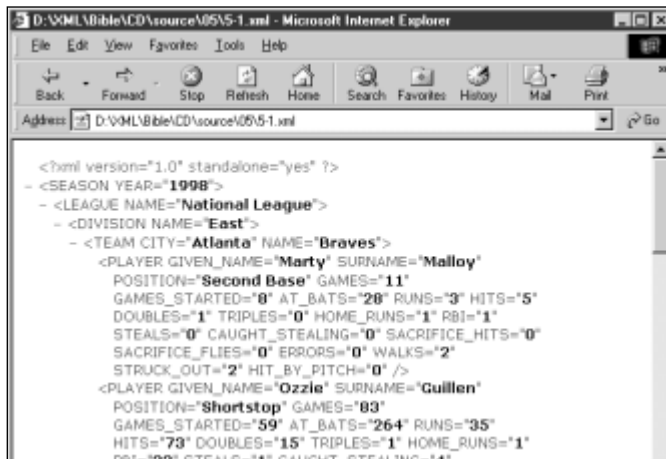 D:\XML\Bible\CD\source\05\5-1.xml - Microsoft Internet Explorer
File Edit View Favorites Tools Help
Back Forward Stop Refresh Home Search Favorites History Mail Print »
Address D:\XML\Bible\CD\source\05\5-1.xml Go
<?xml version="1.0" standalone="yes" ?>
- <SEASON YEAR="1998">
- <LEAGUE NAME="National League">
- <DIVISION NAME="East">
- <TEAM CITY="Atlanta" NAME="Braves">
<PLAYER GIVEN_NAME="Marty" SURNAME="Malloy"
POSITION="Second Base" GAMES="11"
GAMES_STARTED="8" AT_BATS="28" RUNS="3" HITS="5"
DOUBLES="1" TRIPLES="0" HOME_RUNS="1" RBI="1"
STEALS="0" CAUGHT_STEALING="0" SACRIFICE_HITS="0"
SACRIFICE_FLIES="0" ERRORS="0" WALKS="2"
STRUCK_OUT="2" HIT_BY_PITCH="0" />
<PLAYER GIVEN_NAME="Ozzie" SURNAME="Guillen"
POSITION="Shortstop" GAMES="83"
GAMES_STARTED="59" AT_BATS="264" RUNS="35"
HITS="73" DOUBLES="15" TRIPLES="1" HOME_RUNS="1"